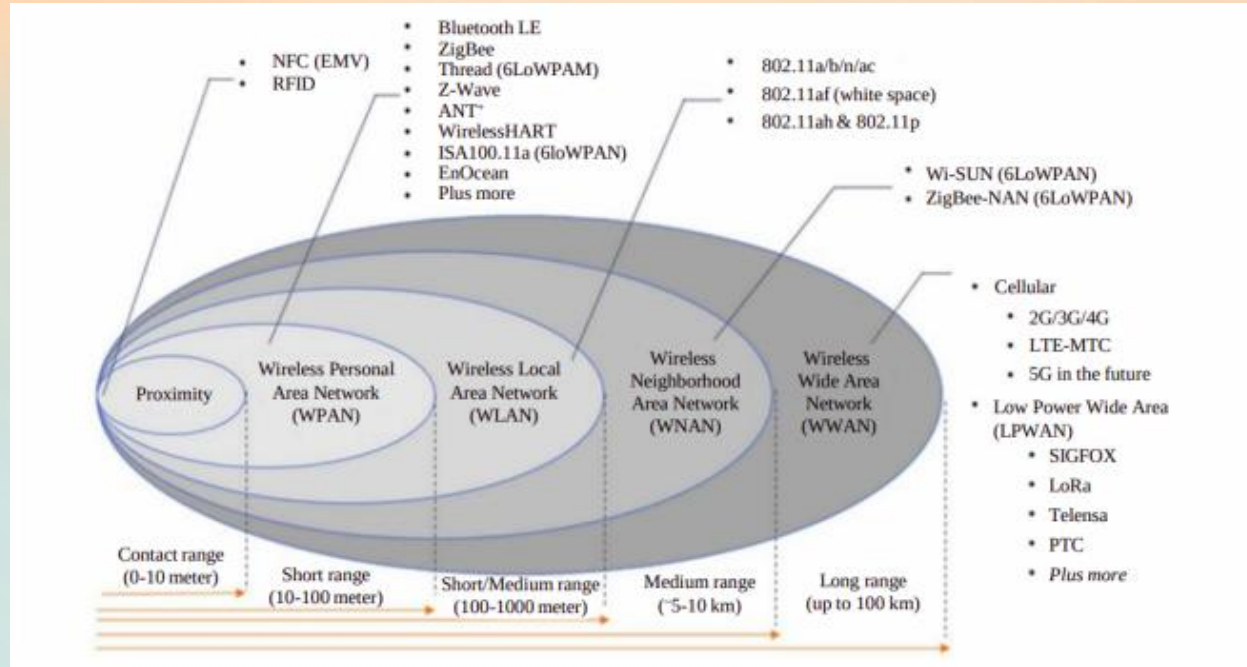 NFC (EMV)
RFID
Bluetooth LE
ZigBee
Thread (6LoWPAM)
Z-Wave
ANT+
WirelessHART
ISA100.11a (6loWPAN)
EnOcean
Plus more
802.11a/b/n/ac
802.11af (white space)
802.11ah & 802.11p
Wi-SUN (6LoWPAN)
ZigBee-NAN (6LoWPAN)
Cellular
2G/3G/4G
LTE-MTC
5G in the future
Low Power Wide Area
(LPWAN)
SIGFOX
LoRa
Telensa
PTC
Plus more
Proximity
Wireless Personal
Area Network
(WPAN)
Wireless Local
Area Network
(WLAN)
Wireless
Neighborhood
Area Network
(WNAN)
Wireless
Wide Area
Network
(WWAN)
Contact range
(0-10 meter)
Short range
(10-100 meter)
Short/Medium range
(100-1000 meter)
Medium range
(~5-10 km)
Long range
(up to 100 km)